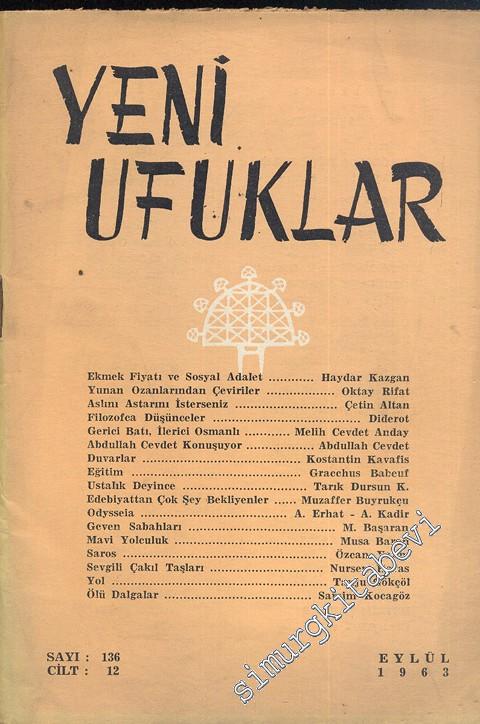 YENİ
UFUKLAR
Ekmek Fiyatı ve Sosyal Adalet ............ Haydar Kazgan
Yunan Ozanlarından Çeviriler ................. Oktay Rifat
Aslını Astarını İsterseniz ........................ Çetin Altan
Filozofca Düşünceler ................................ Diderot
Gerici Batı, İlerici Osmanlı .......... Melih Cevdet Anday
Abdullah Cevdet Konuşuyor .............. Abdullah Cevdet
Duvarlar ................................ Kostantin Kavafis
Eğitim ................................ Gracchus Babeuf
Ustalık Deyince ........................ Tarık Dursun K.
Edebiyattan Çok Şey Bekliyenler ..... Muzaffer Buyrukçu
Odysseia ........................ A. Erhat - A. Kadir
Geven Sabahları ................................ M. Başaran
Mavi Yolculuk ................................ Musa
Saros ................................ Özcan
Sevgili Çakıl Taşları ........................
Yol ................................
Ölü Dalgalar ................................ Kocagöz
SAYI : 136
CİLT : 12
EYLÜL
1963
simurgkitabevi